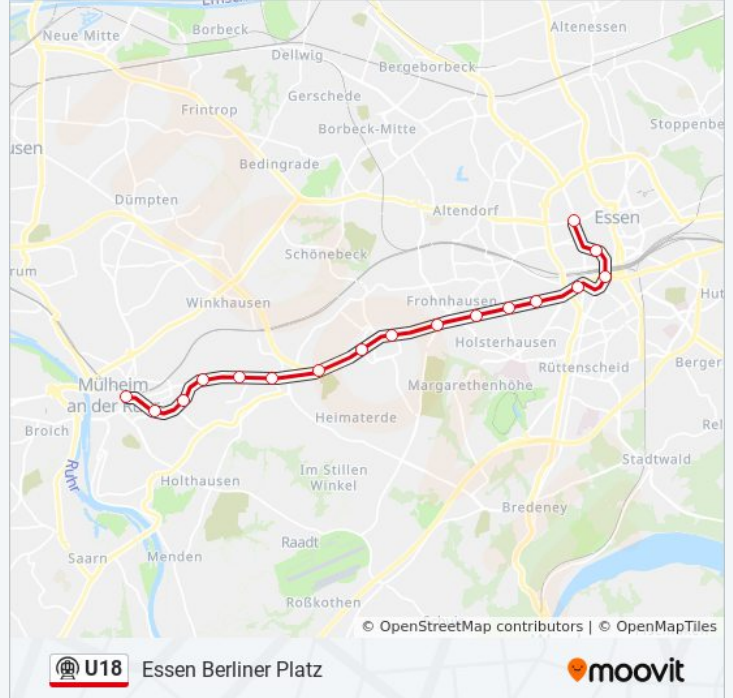 Neue Mitte
Borbeck
Altenessen
Dellwig
Bergeborbeck
Gerschede
Frintrop
Borbeck-Mitte
Stoppenbe
usen
Bedingrade
Dümpten
Altendorf
Essen
Schönebeck
rum
Winkhausen
Frohnhausen
Hut
Holsterhausen
Rüttenscheid
Berger
Mülheim
an der Ru
Margarethenhöhe
Heimaterde
Rel
Broich
Stadtwald
Ruhr
Holthausen
Im Stillen
Winkel
Bredeney
Raadt
Saarn
Menden
Roßkothen
© OpenStreetMap contributors | © OpenMapTiles
U18 Essen Berliner Platz
moovit